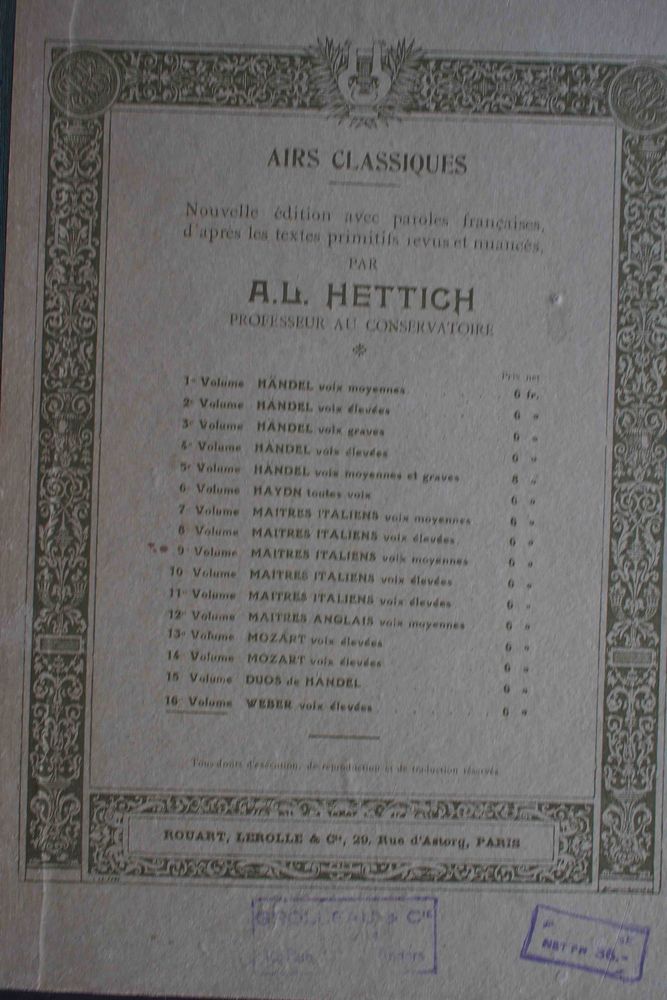 AIRS CLASSIQUES
Nouvelle édition avec paroles françaises,
d'après les textes primitifs revus et nuancés,
PAR
A.L. HETTICH
PROFESSEUR AU CONSERVATOIRE
Prix net
1er Volume HÄNDEL voix moyennes 6 fr.
2e Volume HÄNDEL voix élevées 6 "
3e Volume HÄNDEL voix graves 6 "
4e Volume HÄNDEL voix élevées 6 "
5e Volume HÄNDEL voix moyennes et graves 8 "
6e Volume HAYDN toutes voix 6 "
7e Volume MAITRES ITALIENS voix moyennes 6 "
8e Volume MAITRES ITALIENS voix élevées 6 "
9e Volume MAITRES ITALIENS voix moyennes 6 "
10e Volume MAITRES ITALIENS voix élevées 6 "
11e Volume MAITRES ITALIENS voix élevées 6 "
12e Volume MAITRES ANGLAIS voix moyennes 6 "
13e Volume MOZART voix élevées 6 "
14e Volume MOZART voix élevées 6 "
15e Volume DUOS de HÄNDEL 6 "
16e Volume WEBER voix élevées 6 "
Tous droits d'exécution, de reproduction et de traduction réservés
ROUART, LEROLLE & Cie, 29, Rue d'Astorg, PARIS
GROLLEAU & CIE
Angers
NET FR 36.-